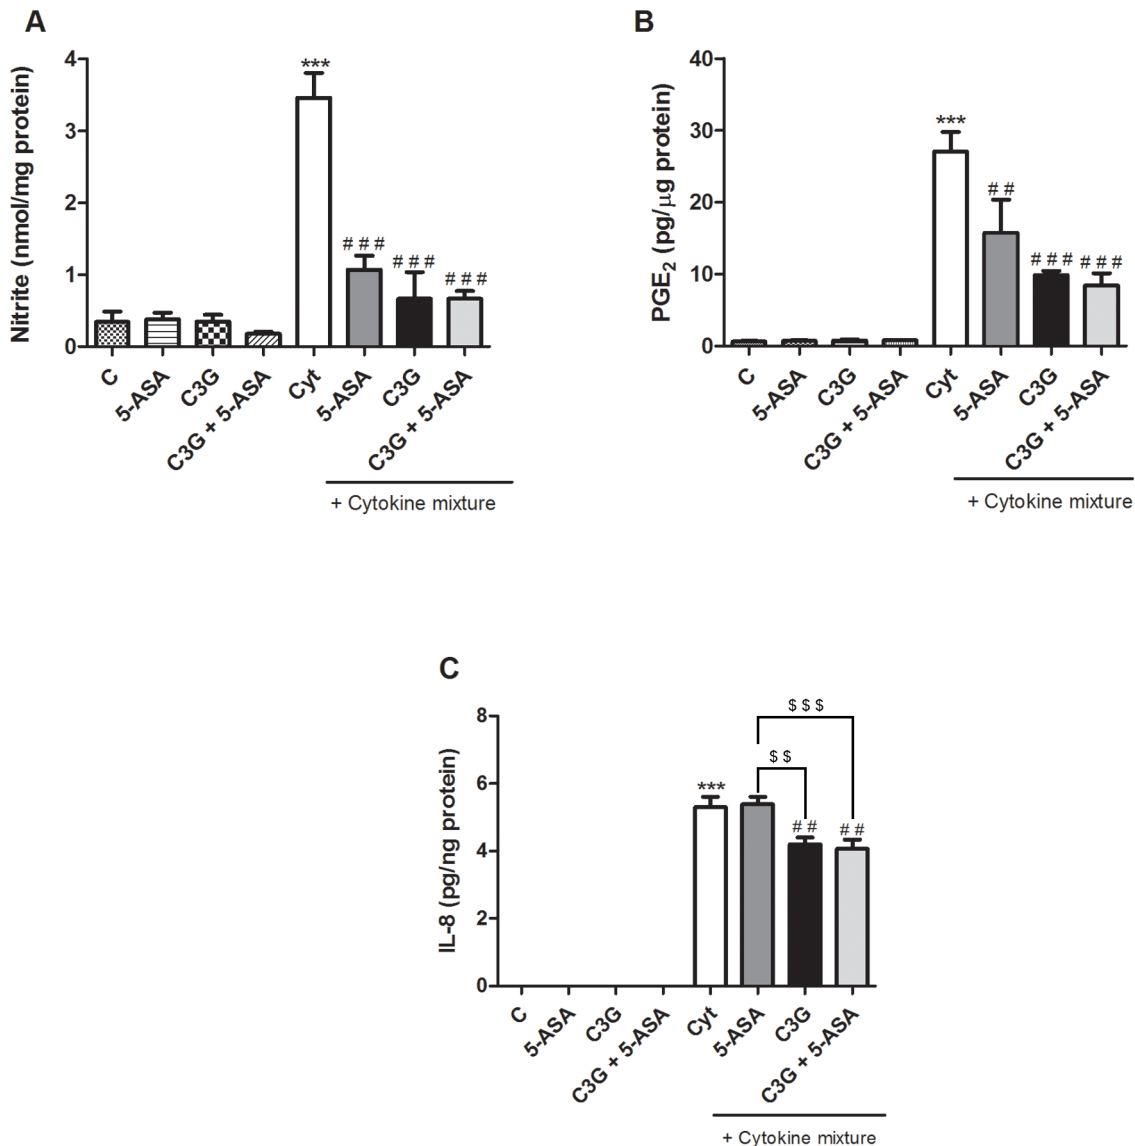 A
Nitrite (nmol/mg protein)
4
3
2
1
0
***
# # #
# # #
# # #
C
5-ASA
C3G
C3G + 5-ASA
Cyt
5-ASA
C3G
C3G + 5-ASA
+ Cytokine mixture
B
PGE2 (pg/μg protein)
40
30
20
10
0
***
# #
# # #
# # #
C
5-ASA
C3G
C3G + 5-ASA
Cyt
5-ASA
C3G
C3G + 5-ASA
+ Cytokine mixture
C
IL-8 (pg/ng protein)
8
6
4
2
0
$ $ $
$ $
***
# #
# #
C
5-ASA
C3G
C3G + 5-ASA
Cyt
5-ASA
C3G
C3G + 5-ASA
+ Cytokine mixture